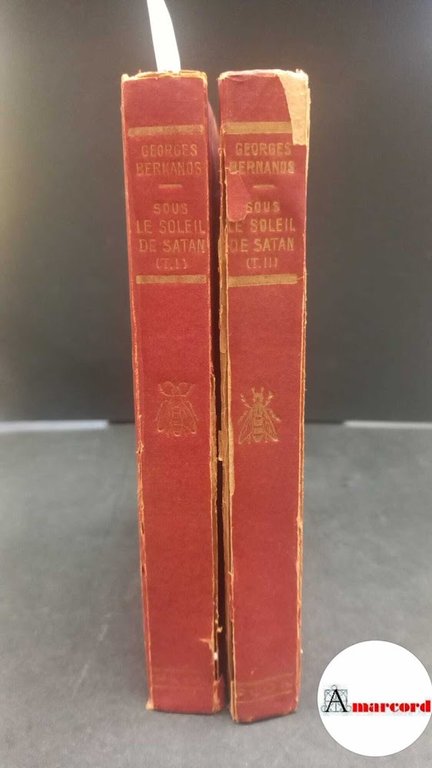 GEORGES
BERNANOS
SOUS
LE SOLEIL
DE SATAN
(T.I)
GEORGES
BERNANOS
SOUS
LE SOLEIL
DE SATAN
(T.II)
Amarcord